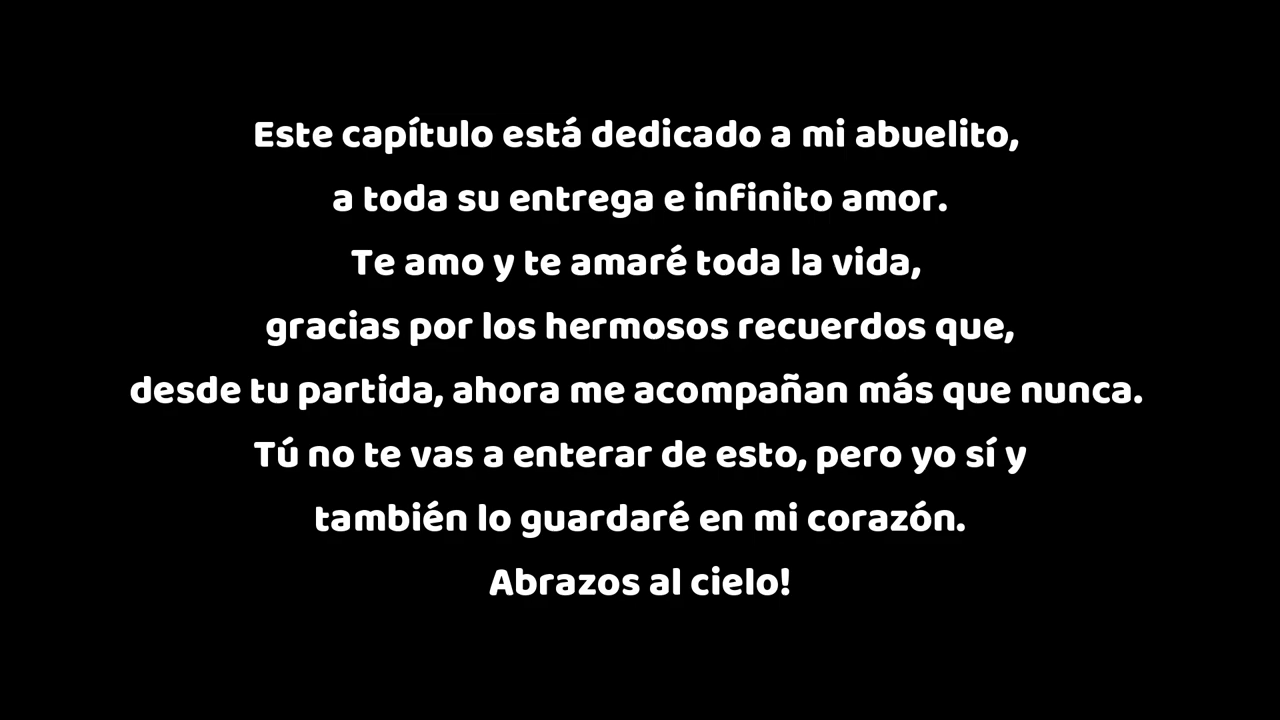 Este capítulo está dedicado a mi abuelito,
a toda su entrega e infinito amor.
Te amo y te amaré toda la vida,
gracias por los hermosos recuerdos que,
desde tu partida, ahora me acompañan más que nunca.
Tú no te vas a enterar de esto, pero yo sí y
también lo guardaré en mi corazón.
Abrazos al cielo!